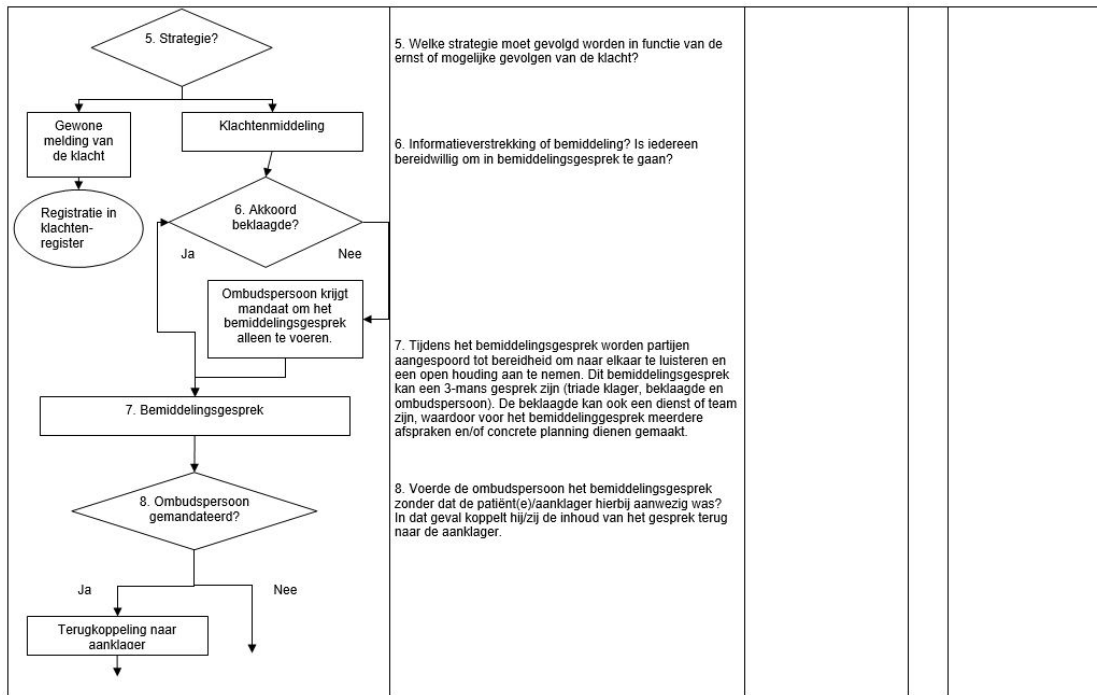 5. Strategie?
Gewone
melding van
de klacht
Klachtenmiddeling
Registratie in
klachten-
register
6. Akkoord
beklaagde?
Ja
Nee
Ombudspersoon krijgt
mandaat om het
bemiddelingsgesprek
alleen te voeren.
7. Bemiddelingsgesprek
8. Ombudspersoon
gemandateerd?
Ja
Nee
Terugkoppeling naar
aanklager
5. Welke strategie moet gevolgd worden in functie van de
ernst of mogelijke gevolgen van de klacht?
6. Informatieverstrekking of bemiddeling? Is iedereen
bereidwillig om in bemiddelingsgesprek te gaan?
7. Tijdens het bemiddelingsgesprek worden partijen
aangespoord tot bereidheid om naar elkaar te luisteren en
een open houding aan te nemen. Dit bemiddelingsgesprek
kan een 3-mans gesprek zijn (triade klager, beklaagde en
ombudspersoon). De beklaagde kan ook een dienst of team
zijn, waardoor voor het bemiddelinggesprek meerdere
afspraken en/of concrete planning dienen gemaakt.
8. Voerde de ombudspersoon het bemiddelingsgesprek
zonder dat de patiënt(e)/aanklager hierbij aanwezig was?
In dat geval koppelt hij/zij de inhoud van het gesprek terug
naar de aanklager.